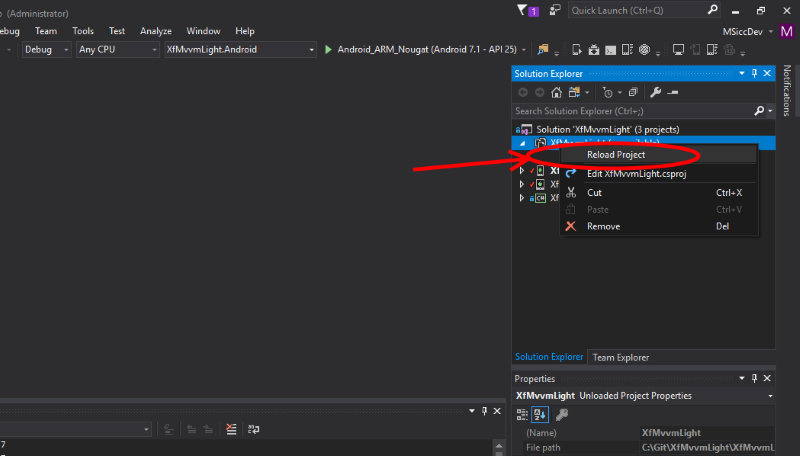 (Administrator)
1
Quick Launch (Ctrl+Q)
ebug Team Tools Test Analyze Window Help
MSiccDev M
Debug Any CPU XfMvvmLight.Android Android_ARM_Nougat (Android 7.1 - API 25)
Solution Explorer
Notifications
Search Solution Explorer (Ctrl+;)
Solution 'XfMvvmLight' (3 projects)
Reload Project
Xf
Edit XfMvvmLight.csproj
Xf
Cut Ctrl+X
Xf
Paste Ctrl+V
Remove Del
Solution Explorer Team Explorer
Properties
XfMvvmLight Unloaded Project Properties
(Name) XfMvvmLight
File path C:\Git\XfMvvmLight\XfMvvmL
7